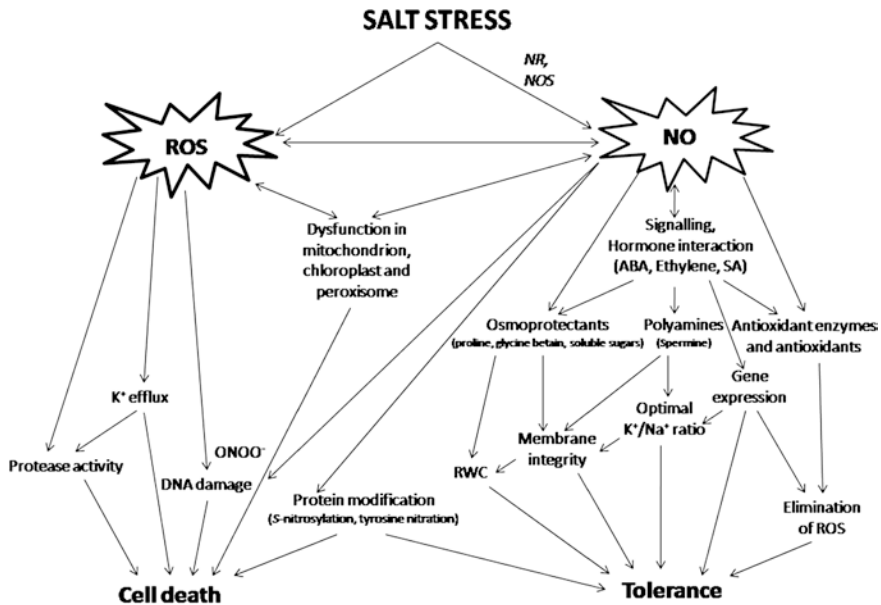 SALT STRESS
NR,
NOS
ROS
NO
Dysfunction in
mitochondrion,
chloroplast and
peroxisome
Signalling,
Hormone interaction
(ABA, Ethylene, SA)
Osmoprotectants
(proline, glycine betain, soluble sugars)
Polyamines
(Spermine)
Antioxidant enzymes
and antioxidants
Gene
expression
K⁺ efflux
Optimal
K⁺/Na⁺ ratio
ONOO⁻
Membrane
integrity
Protease activity
DNA damage
RWC
Protein modification
(S-nitrosylation, tyrosine nitration)
Elimination
of ROS
Cell death
Tolerance